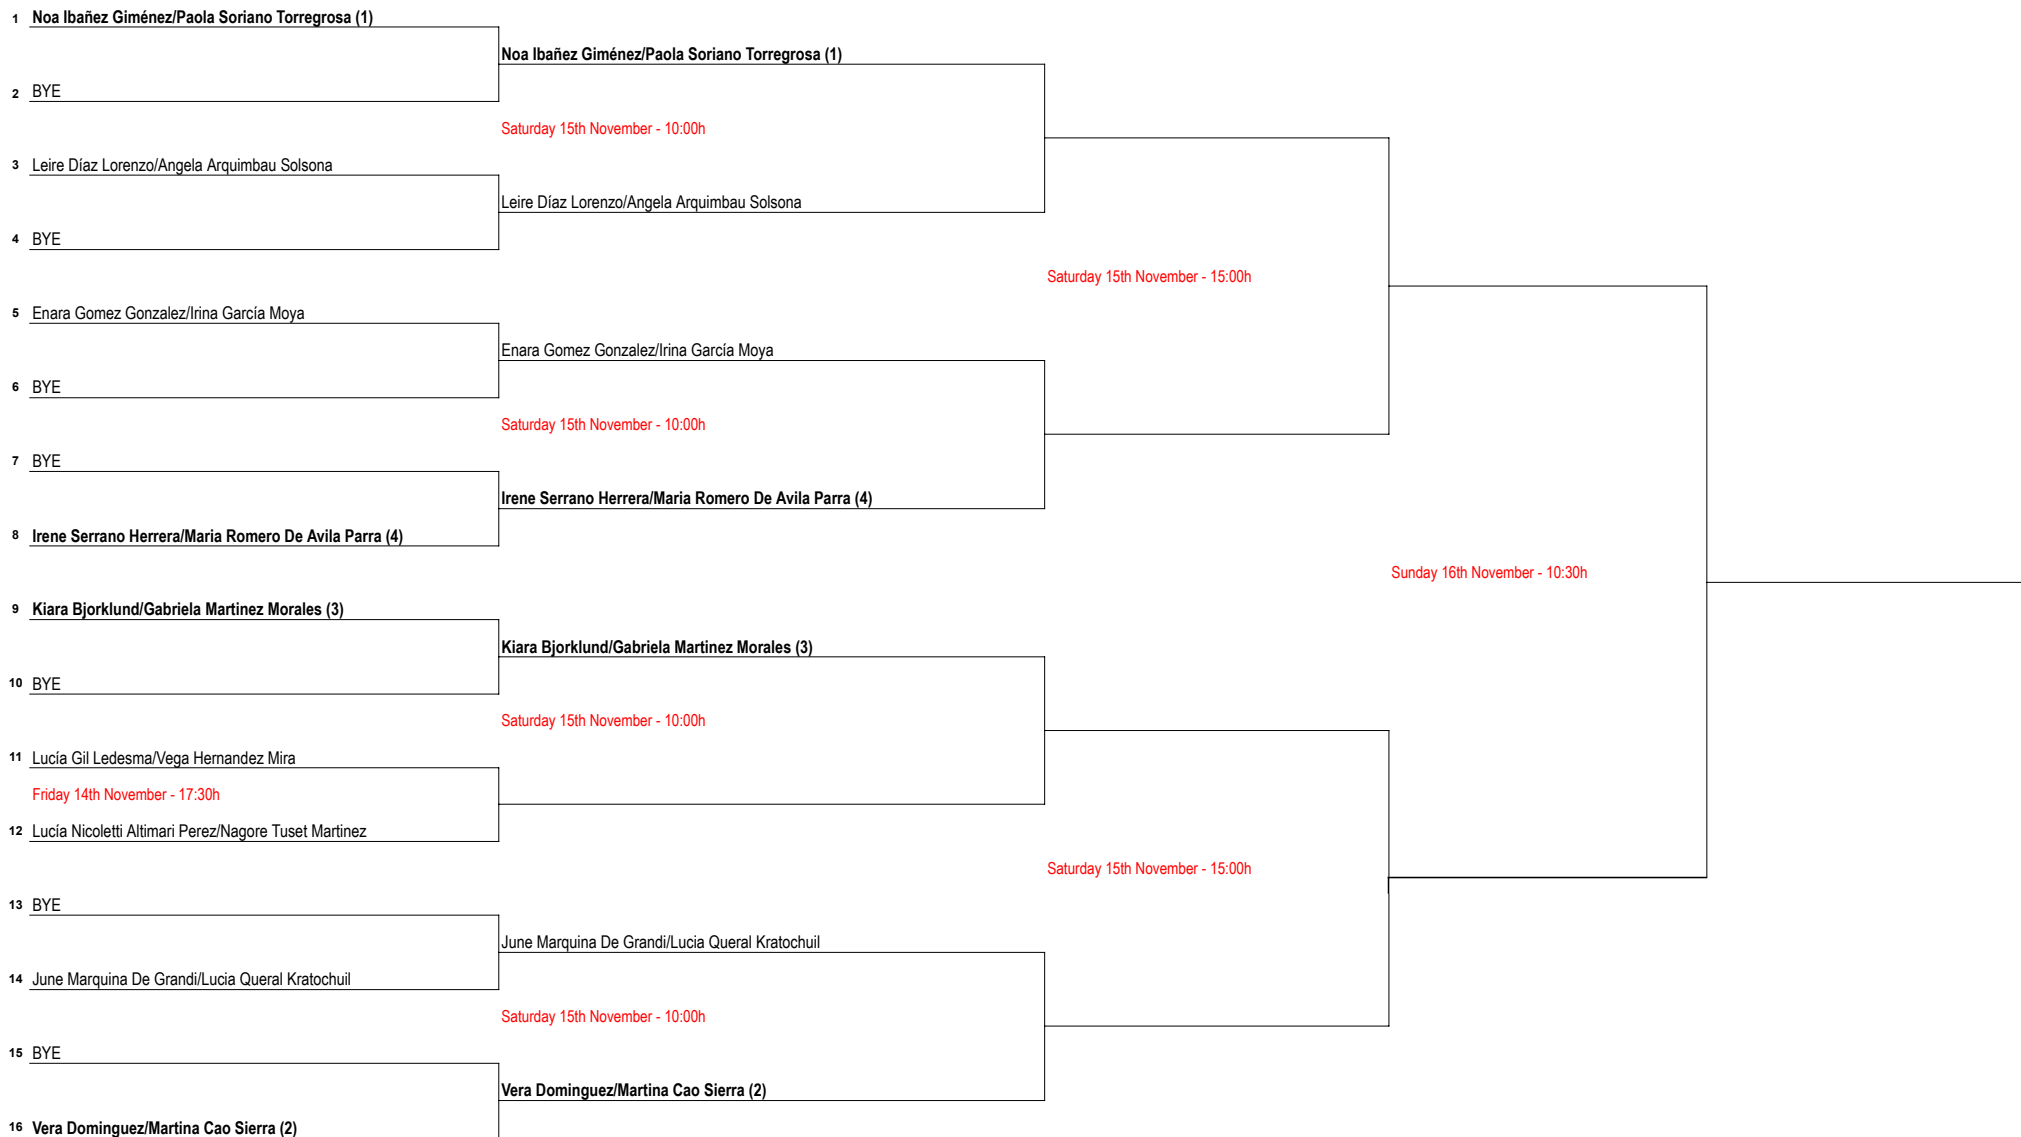 1 Noa Ibañez Giménez/Paola Soriano Torregrosa (1)
Noa Ibañez Giménez/Paola Soriano Torregrosa (1)
2 BYE
Saturday 15th November - 10:00h
3 Leire Díaz Lorenzo/Angela Arquimbau Solsona
Leire Díaz Lorenzo/Angela Arquimbau Solsona
4 BYE
Saturday 15th November - 15:00h
5 Enara Gomez Gonzalez/Irina García Moya
Enara Gomez Gonzalez/Irina García Moya
6 BYE
Saturday 15th November - 10:00h
7 BYE
Irene Serrano Herrera/Maria Romero De Avila Parra (4)
8 Irene Serrano Herrera/Maria Romero De Avila Parra (4)
Sunday 16th November - 10:30h
9 Kiara Bjorklund/Gabriela Martinez Morales (3)
Kiara Bjorklund/Gabriela Martinez Morales (3)
10 BYE
Saturday 15th November - 10:00h
11 Lucía Gil Ledesma/Vega Hernandez Mira
Friday 14th November - 17:30h
12 Lucía Nicoletti Altimari Perez/Nagore Tuset Martinez
Saturday 15th November - 15:00h
13 BYE
June Marquina De Grandi/Lucia Queral Kratochuil
14 June Marquina De Grandi/Lucia Queral Kratochuil
Saturday 15th November - 10:00h
15 BYE
Vera Dominguez/Martina Cao Sierra (2)
16 Vera Dominguez/Martina Cao Sierra (2)